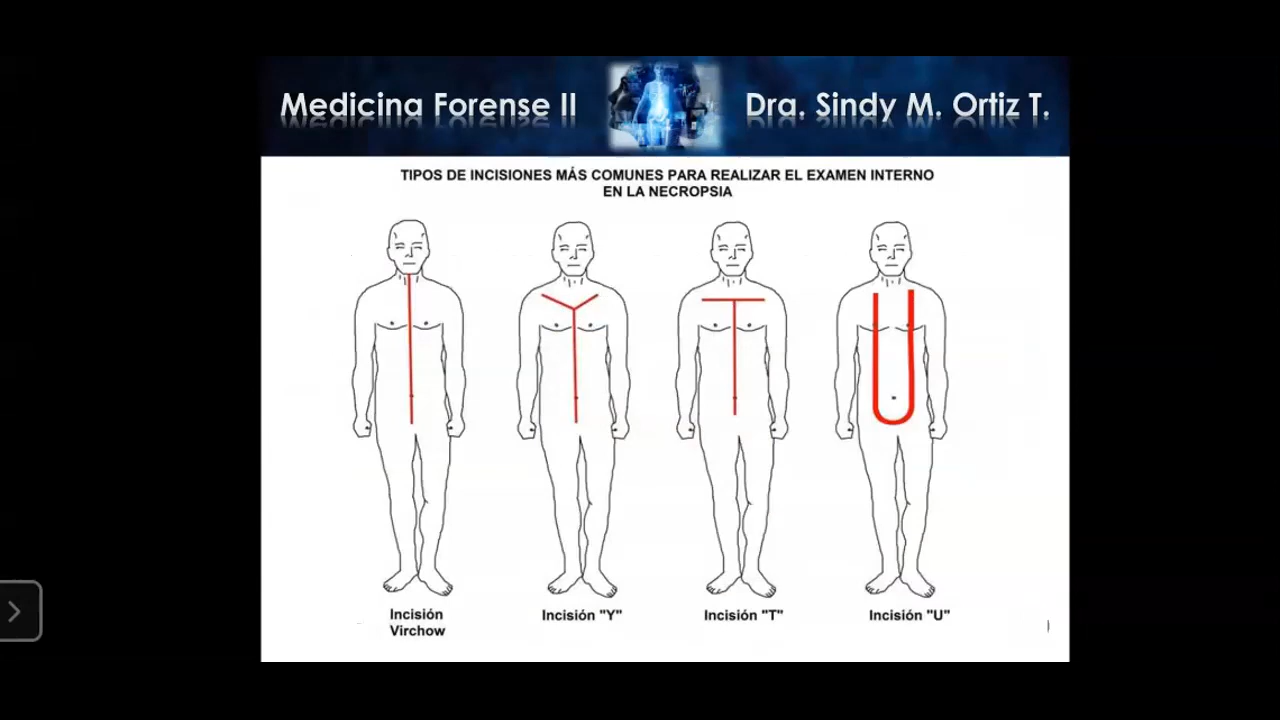 Medicina Forense II
Dra. Sindy M. Ortiz T.
TIPOS DE INCISIONES MÁS COMUNES PARA REALIZAR EL EXAMEN INTERNO
EN LA NECROPSIA
Incisión
Virchow
Incisión "Y"
Incisión "T"
Incisión "U"